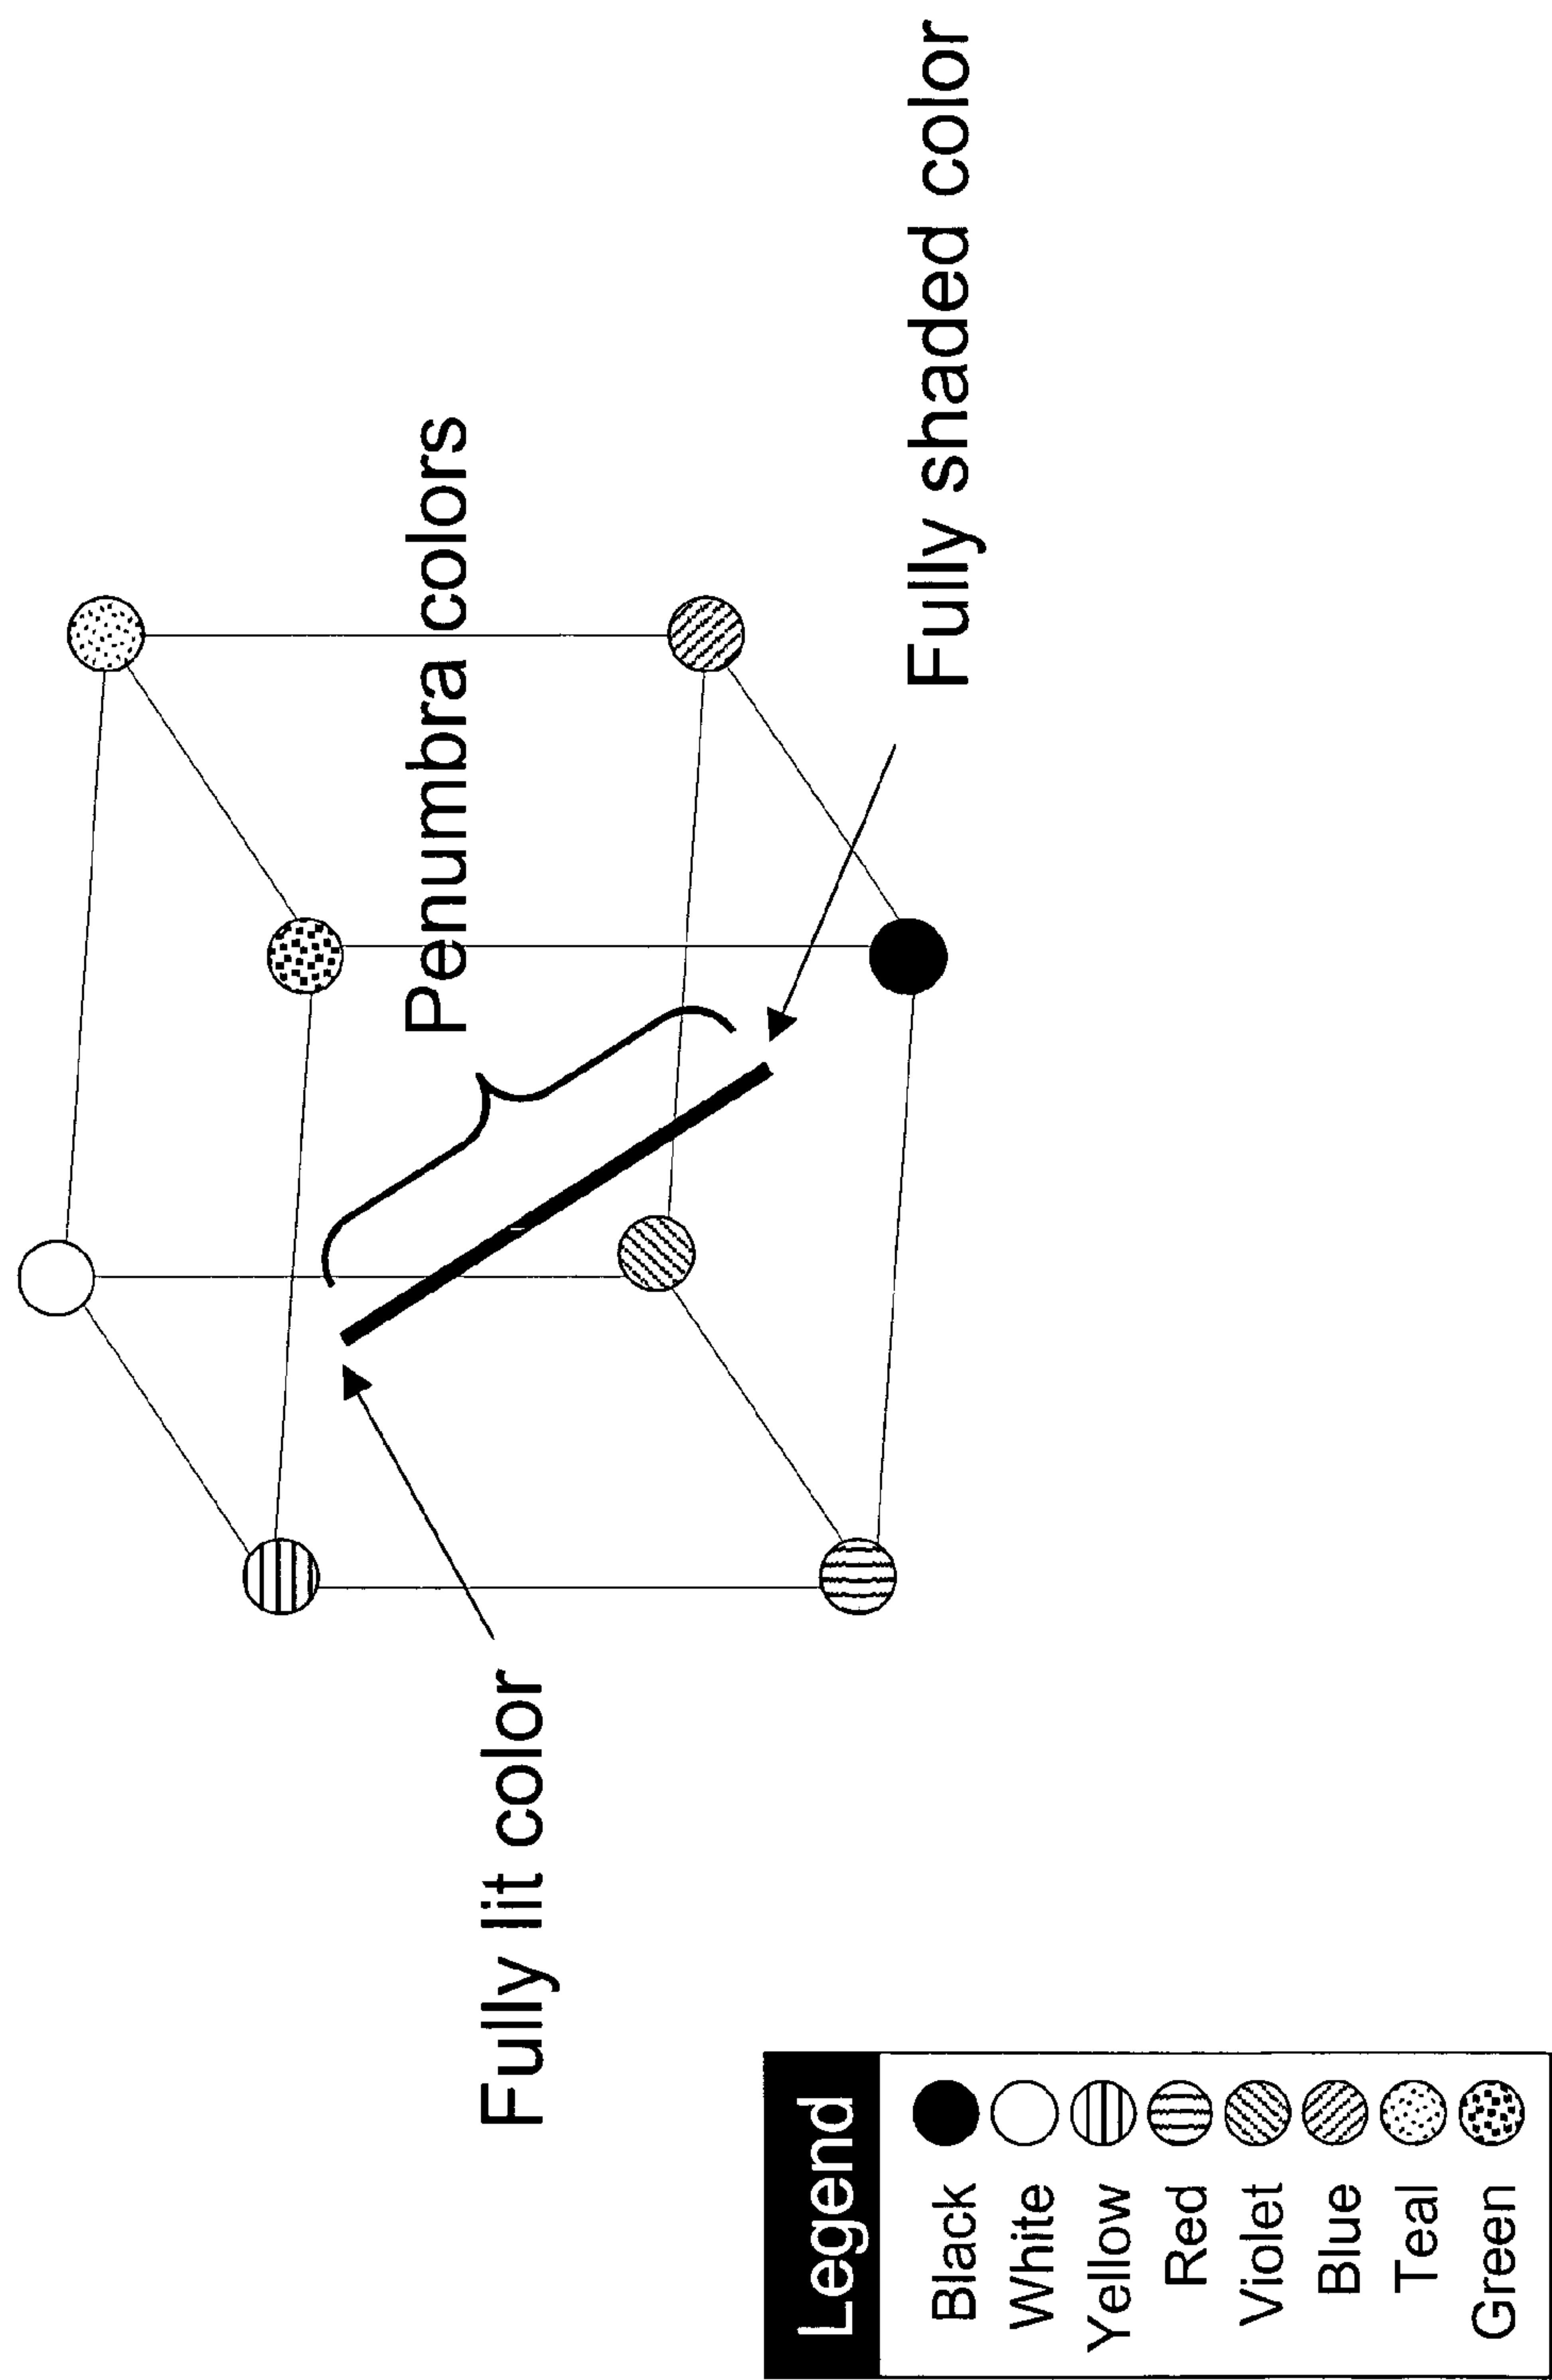 Fully lit color
Penumbra colors
Fully shaded color
Legend
Black
White
Yellow
Red
Violet
Blue
Teal
Green